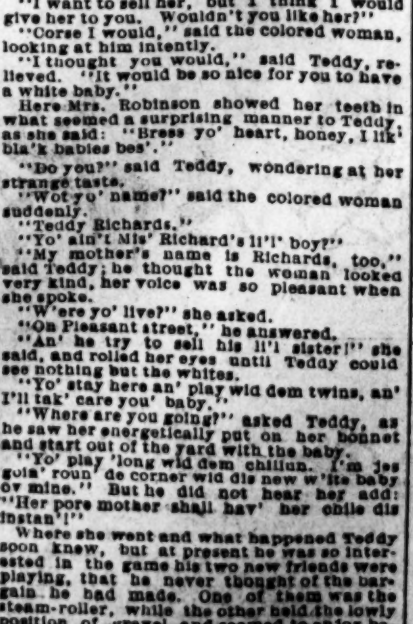 "I want to sell her, but I think I would
give her to you. Wouldn't you like her?"
"Corse I would," said the colored woman,
looking at him intently.
"I thought you would," said Teddy, re-
lieved. "It would be so nice for you to have
a white baby."
Here Mrs. Robinson showed her teeth in
what seemed a surprising manner to Teddy,
as she said: "Bress yo' heart, honey, I lik'
bla'k babies bes'."
"Do you?" said Teddy, wondering at her
strange taste.
"Wot yo' name?" said the colored woman
suddenly.
"Teddy Richards."
"Yo' ain't Mis' Richard's li'l' boy?"
"My mother's name is Richards, too,"
said Teddy; he thought the woman looked
very kind, her voice was so pleasant when
she spoke.
"W'ere yo' live?" she asked.
"On Pleasant street," he answered.
"An' he try to sell his li'l sister!" she
said, and rolled her eyes until Teddy could
see nothing but the whites.
"Yo' stay here an' play wid dem twins, an'
I'll tak' care you' baby."
"Where are you going?" asked Teddy, as
he saw her energetically put on her bonnet
and start out of the yard with the baby.
"Yo' play 'long wid dem chillun. I'm jes
goin' roun' de corner wid dis new w'ite baby
ov mine." But he did not hear her add:
"Her pore mother shall hav' her chile dis
instan'!"
Where she went and what happened Teddy
soon knew, but at present he was so inter-
ested in the game his two new friends were
playing, that he never thought of the bar-
gain he had made. One of them was the
steam-roller, while the other held the lowly
position of gravel, and seemed to